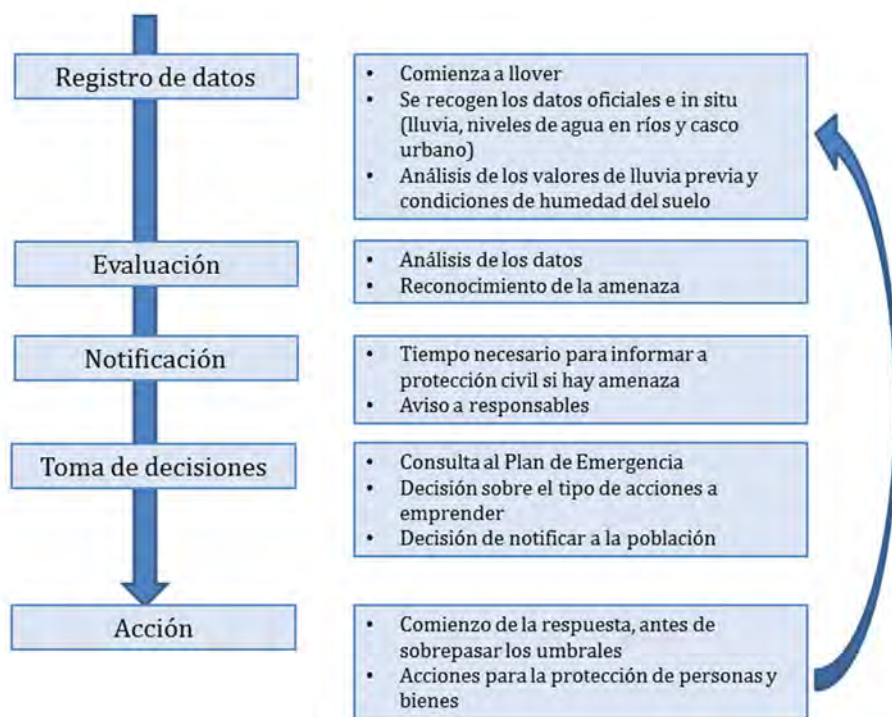 Registro de datos
• Comienza a llover
• Se recogen los datos oficiales e in situ
(lluvia, niveles de agua en ríos y casco
urbano)
• Análisis de los valores de lluvia previa y
condiciones de humedad del suelo
Evaluación
• Análisis de los datos
• Reconocimiento de la amenaza
Notificación
• Tiempo necesario para informar a
protección civil si hay amenaza
• Aviso a responsables
Toma de decisiones
• Consulta al Plan de Emergencia
• Decisión sobre el tipo de acciones a
emprender
• Decisión de notificar a la población
Acción
• Comienzo de la respuesta, antes de
sobrepasar los umbrales
• Acciones para la protección de personas y
bienes